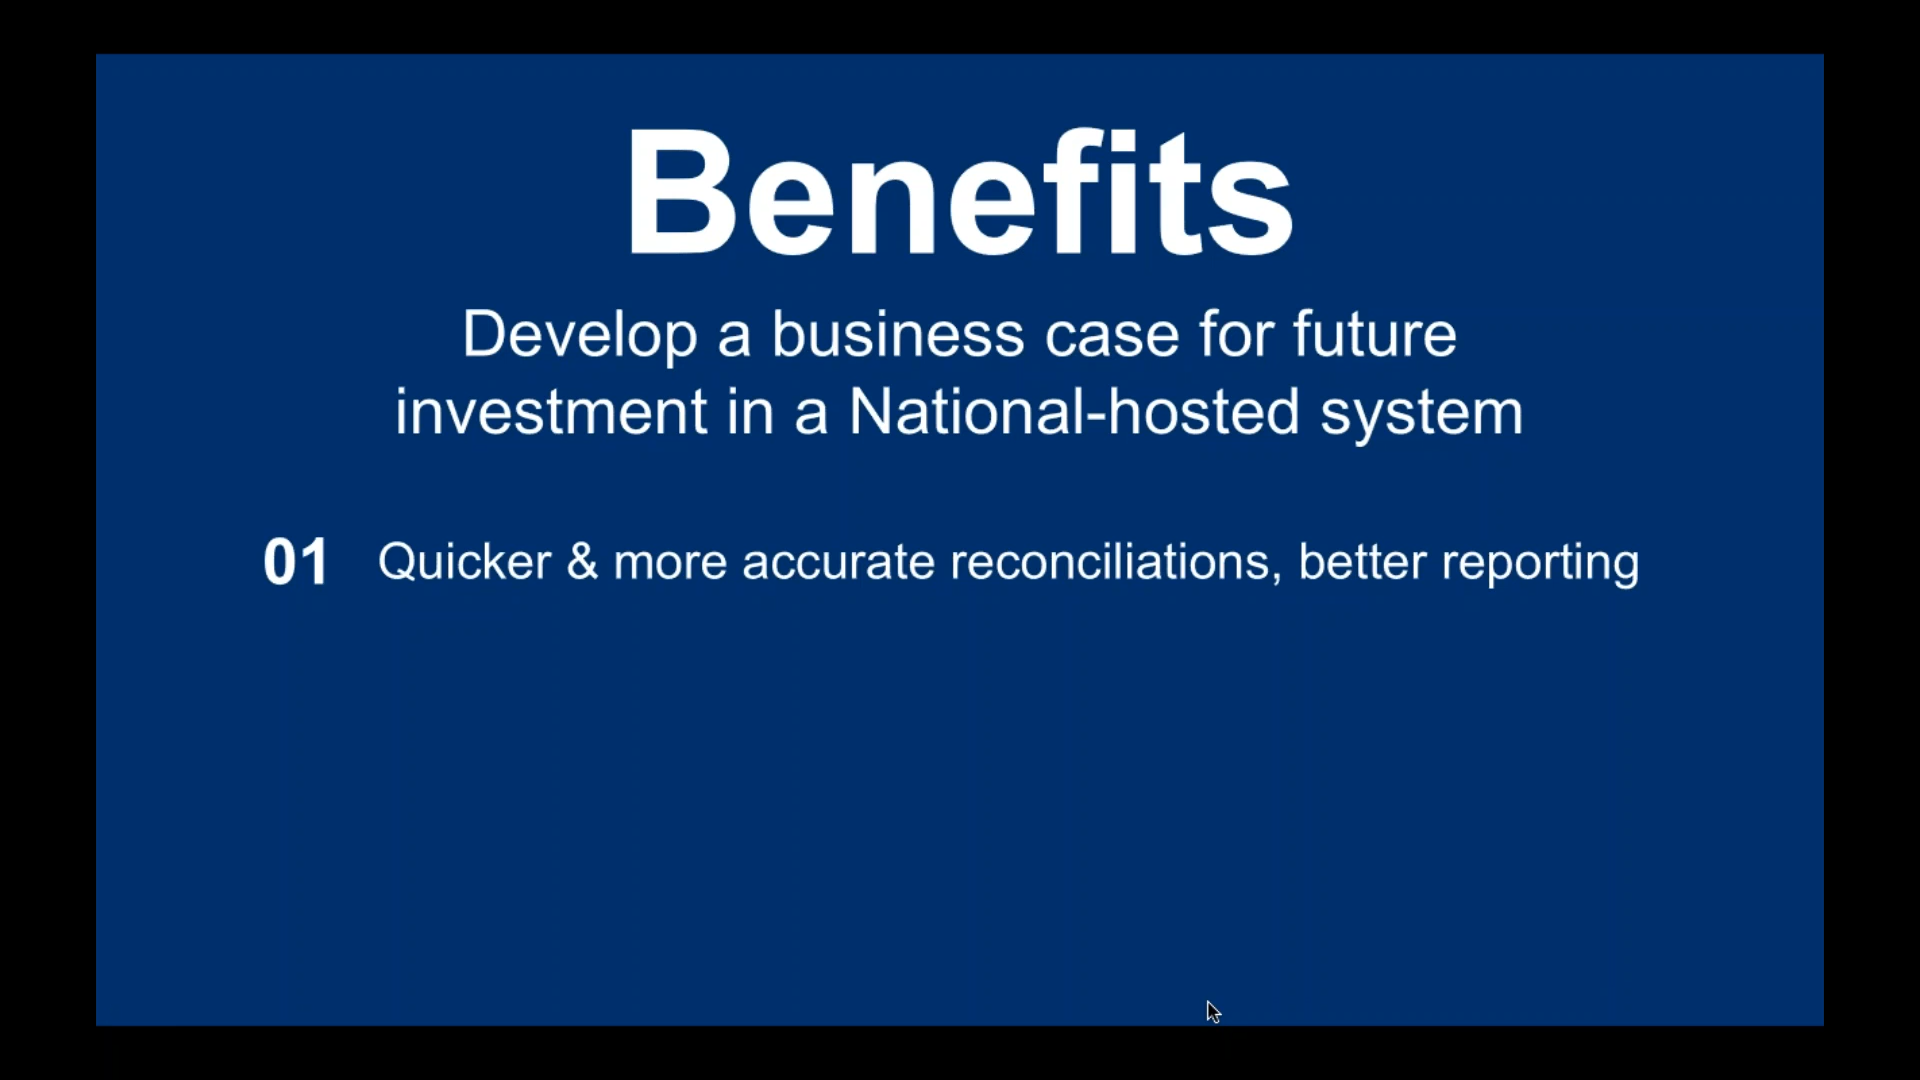 Benefits
Develop a business case for future
investment in a National-hosted system
01 Quicker & more accurate reconciliations, better reporting